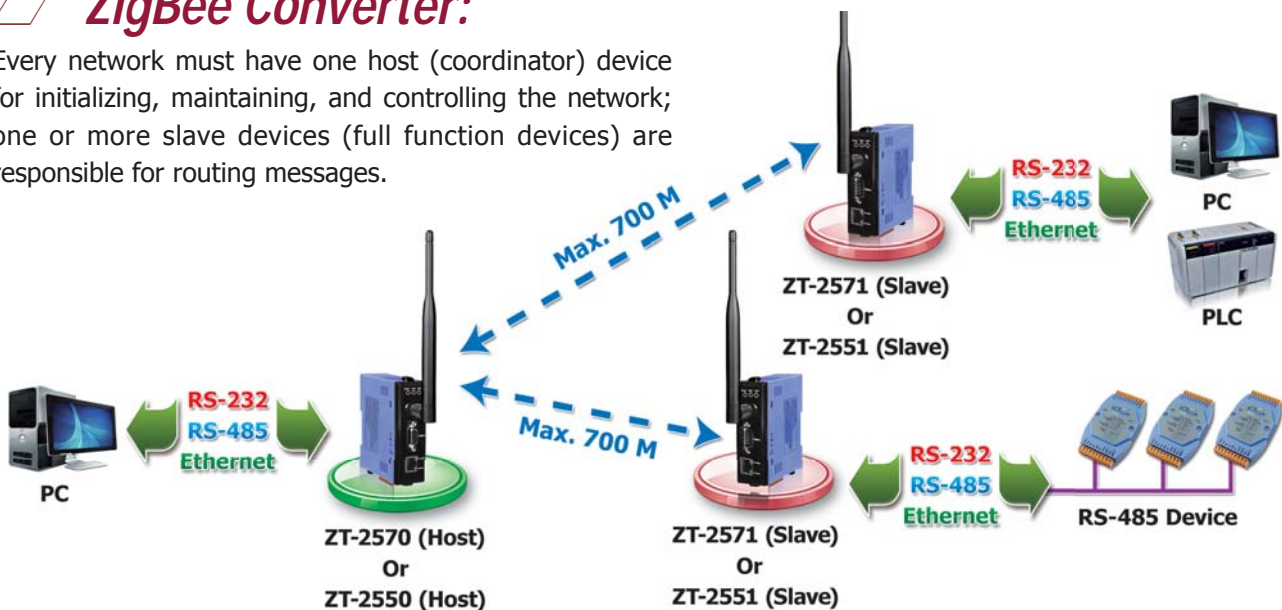 ZigBee Converter:
Every network must have one host (coordinator) device
for initializing, maintaining, and controlling the network;
one or more slave devices (full function devices) are
responsible for routing messages.
Max. 700 M
RS-232
RS-485
Ethernet
PC
PLC
ZT-2571 (Slave)
Or
ZT-2551 (Slave)
RS-232
RS-485
Ethernet
PC
Max. 700 M
ZT-2570 (Host)
Or
ZT-2550 (Host)
ZT-2571 (Slave)
Or
ZT-2551 (Slave)
RS-232
RS-485
Ethernet
RS-485 Device